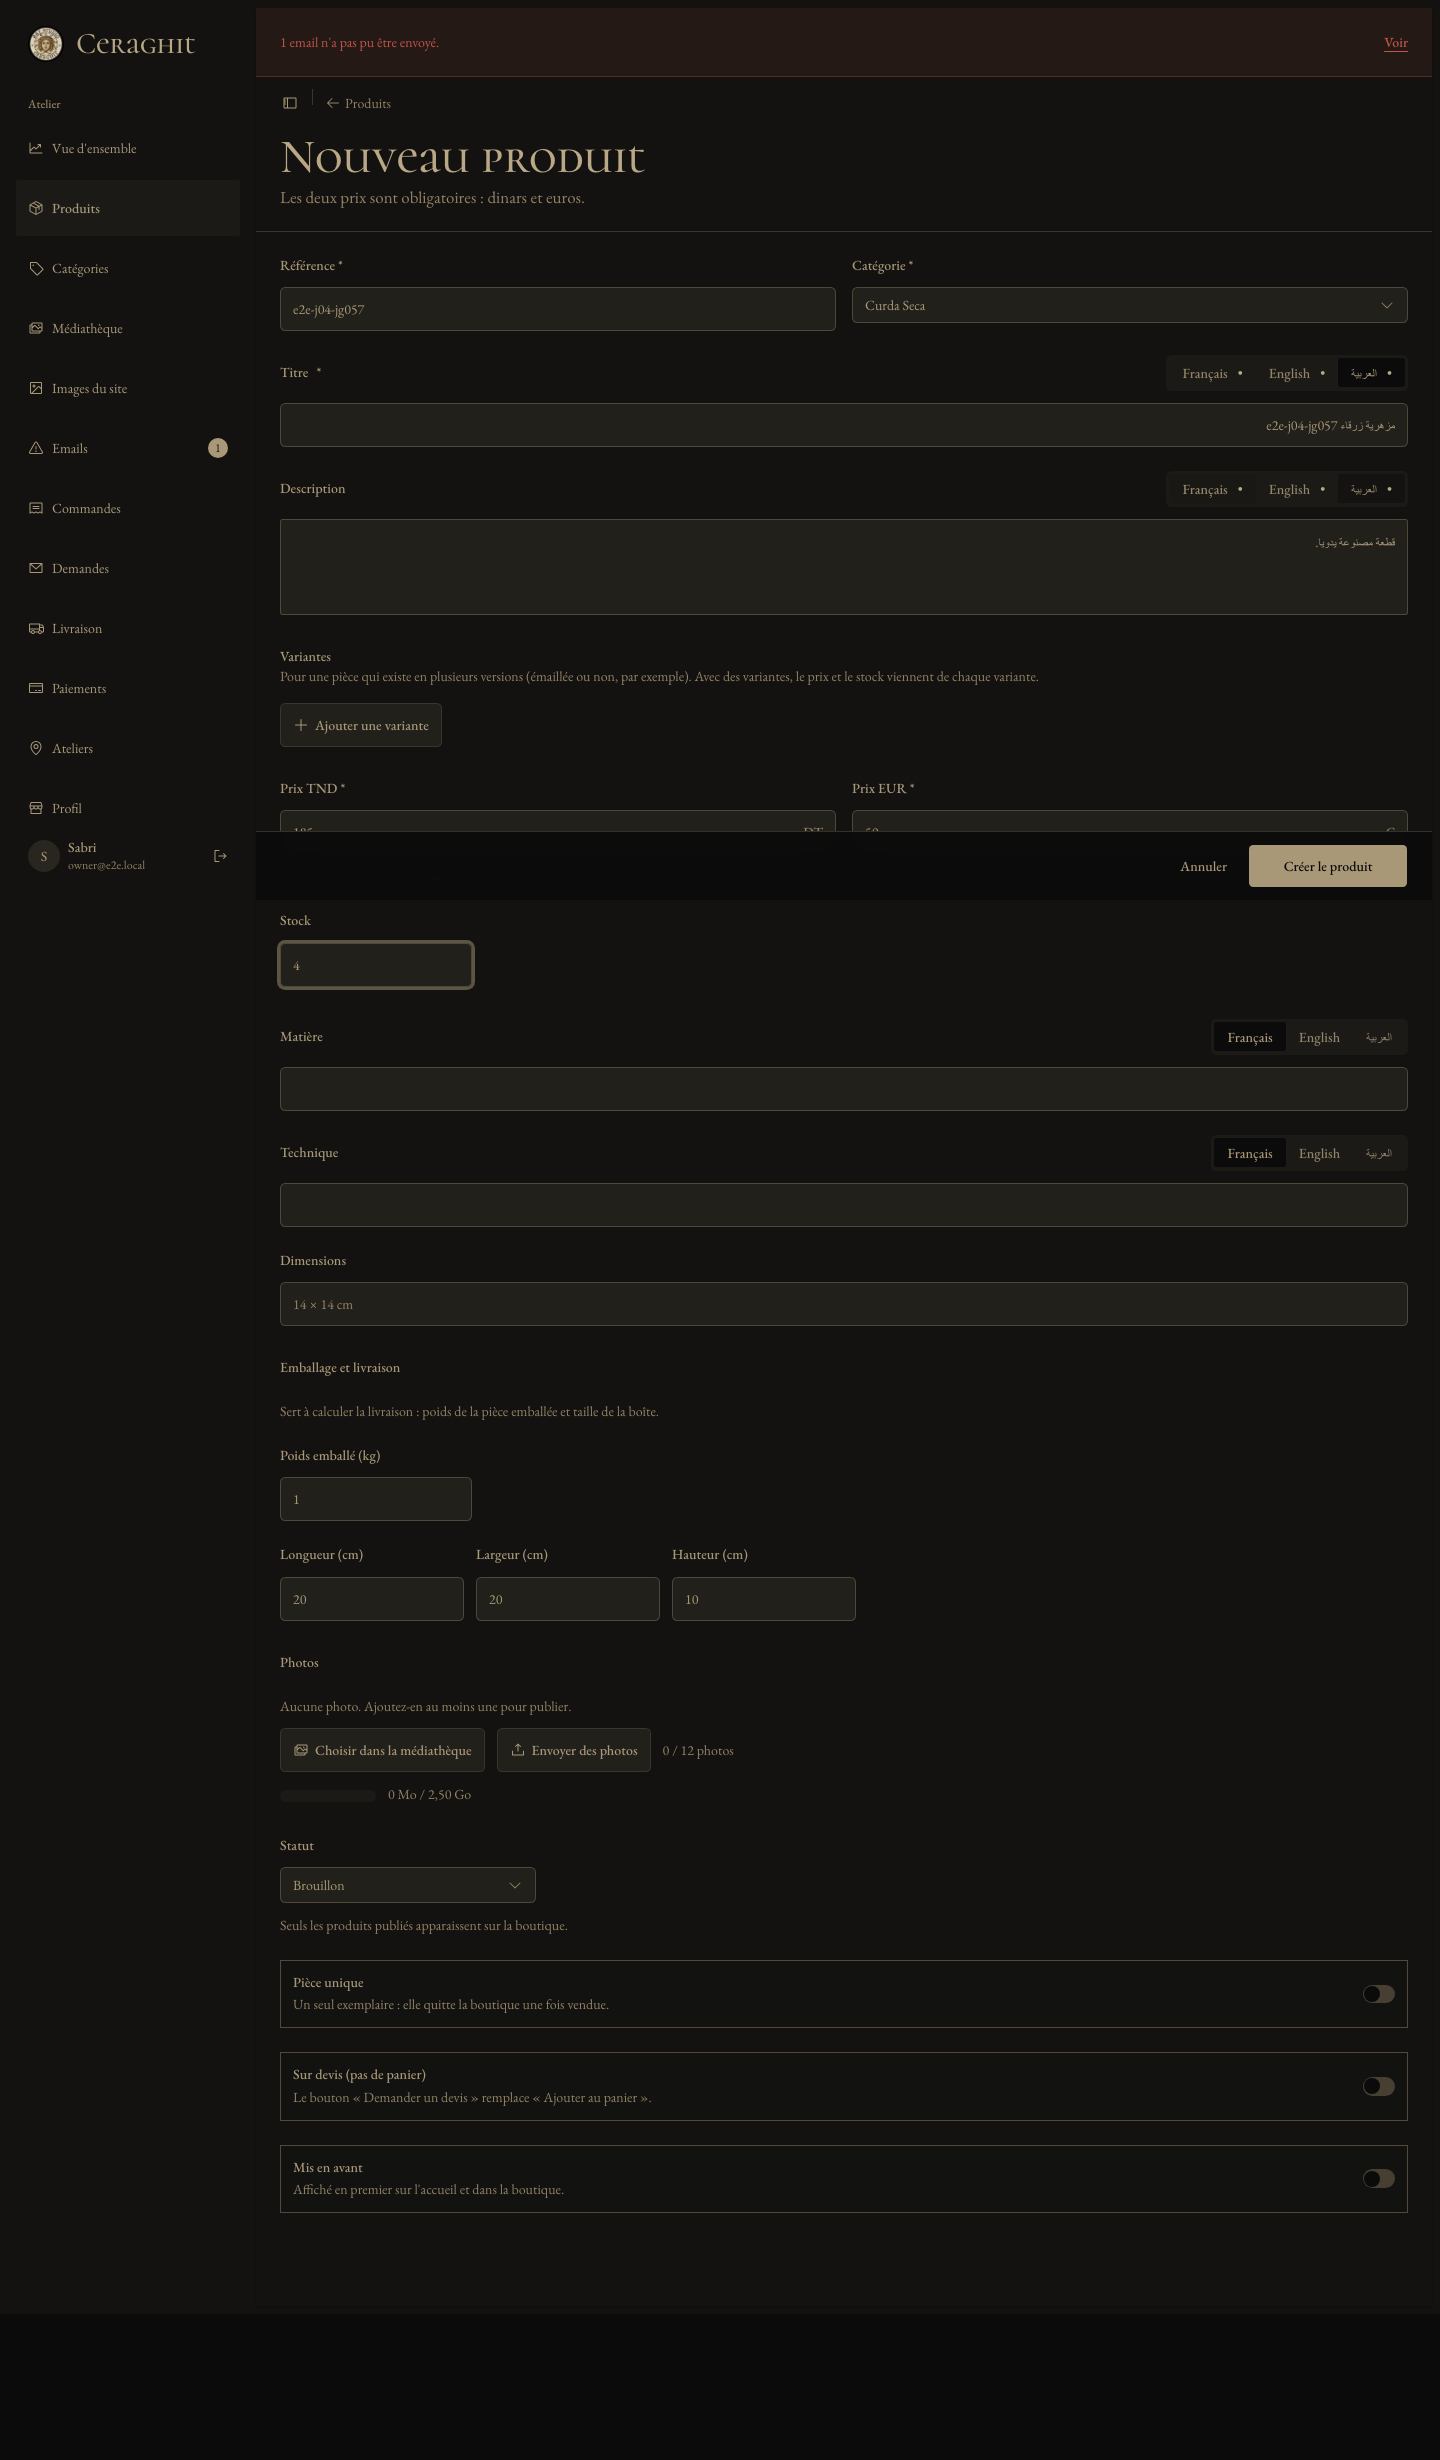 Ceraghit
Atelier
Vue d'ensemble
Produits
Catégories
Médiathèque
Images du site
Emails 1
Commandes
Demandes
Livraison
Paiements
Ateliers
Profil
S
Sabri
owner@e2e.local
1 email n'a pas pu être envoyé. Voir
Produits
Nouveau produit
Les deux prix sont obligatoires : dinars et euros.
Référence * Catégorie *
e2e-j04-jg057 Curda Seca
Titre * Français • English • العربية •
مزهرية زرقاء e2e-j04-jg057
Description Français • English • العربية •
قطعة مصنوعة يدويا.
Variantes
Pour une pièce qui existe en plusieurs versions (émaillée ou non, par exemple). Avec des variantes, le prix et le stock viennent de chaque variante.
Ajouter une variante
Prix TND * Prix EUR *
Annuler Créer le produit
Stock
4
Matière Français English العربية
Technique Français English العربية
Dimensions
14 × 14 cm
Emballage et livraison
Sert à calculer la livraison : poids de la pièce emballée et taille de la boîte.
Poids emballé (kg)
1
Longueur (cm) Largeur (cm) Hauteur (cm)
20 20 10
Photos
Aucune photo. Ajoutez-en au moins une pour publier.
Choisir dans la médiathèque Envoyer des photos 0 / 12 photos
0 Mo / 2,50 Go
Statut
Brouillon
Seuls les produits publiés apparaissent sur la boutique.
Pièce unique
Un seul exemplaire : elle quitte la boutique une fois vendue.
Sur devis (pas de panier)
Le bouton « Demander un devis » remplace « Ajouter au panier ».
Mis en avant
Affiché en premier sur l'accueil et dans la boutique.